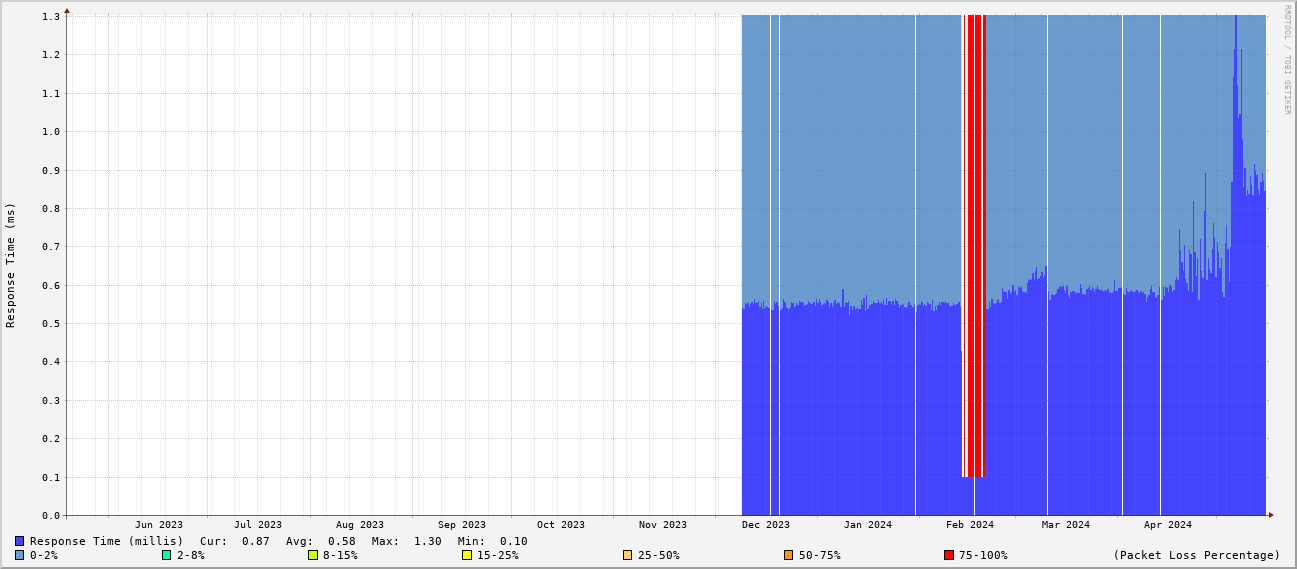 RRDTOOL / TOBI OETIKER
Response Time (ms)
1.3
1.2
1.1
1.0
0.9
0.8
0.7
0.6
0.5
0.4
0.3
0.2
0.1
0.0
Jun 2023 Jul 2023 Aug 2023 Sep 2023 Oct 2023 Nov 2023 Dec 2023 Jan 2024 Feb 2024 Mar 2024 Apr 2024
Response Time (millis) Cur: 0.87 Avg: 0.58 Max: 1.30 Min: 0.10
0-2% 2-8% 8-15% 15-25% 25-50% 50-75% 75-100% (Packet Loss Percentage)